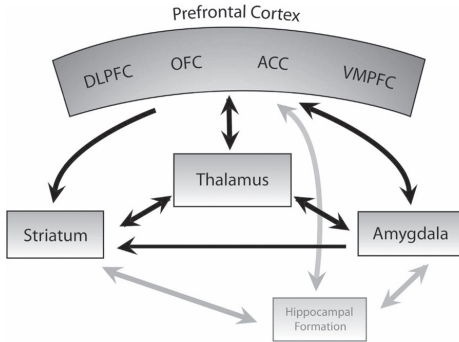 Prefrontal Cortex
DLPFC OFC ACC VMPFC
Thalamus
Striatum
Amygdala
Hippocampal
Formation